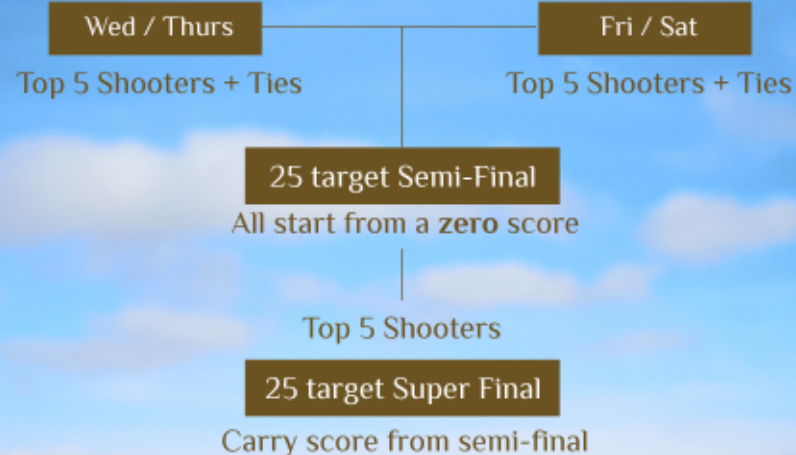 Wed / Thurs
Fri / Sat
Top 5 Shooters + Ties
Top 5 Shooters + Ties
25 target Semi-Final
All start from a zero score
Top 5 Shooters
25 target Super Final
Carry score from semi-final